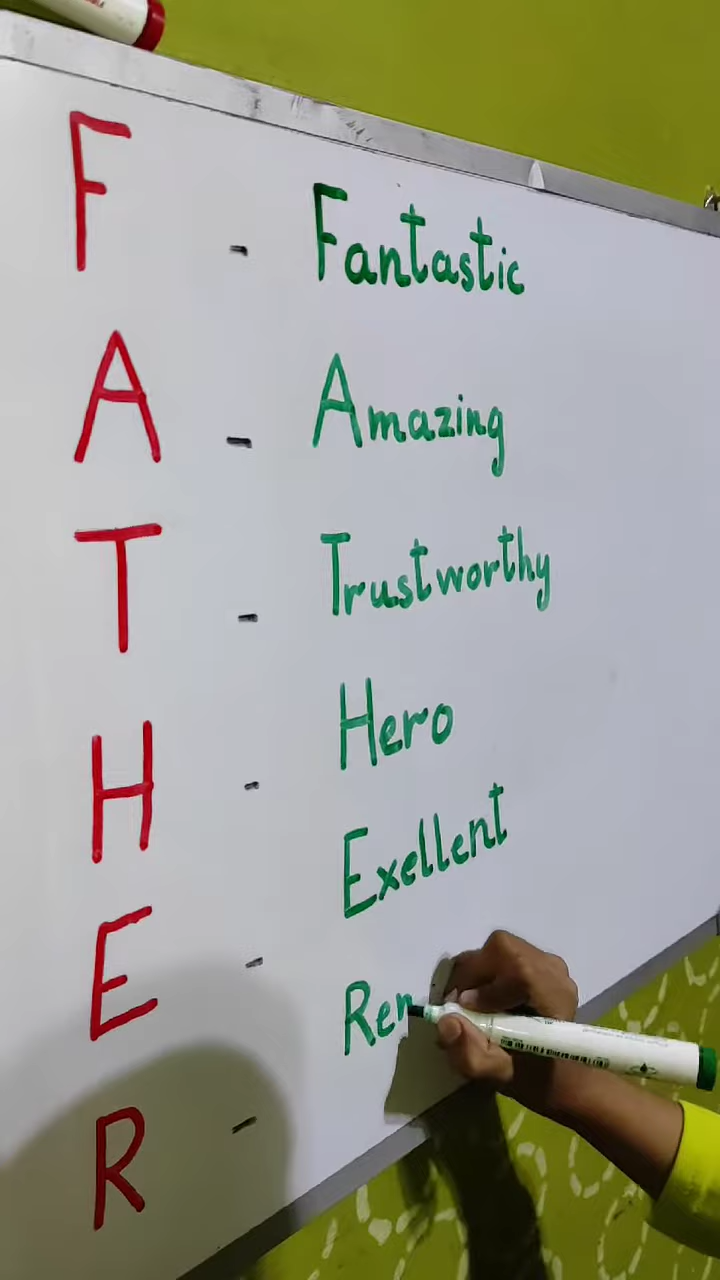 F - Fantastic
A - Amazing
T - Trustworthy
H - Hero
E - Exellent
R - Ren